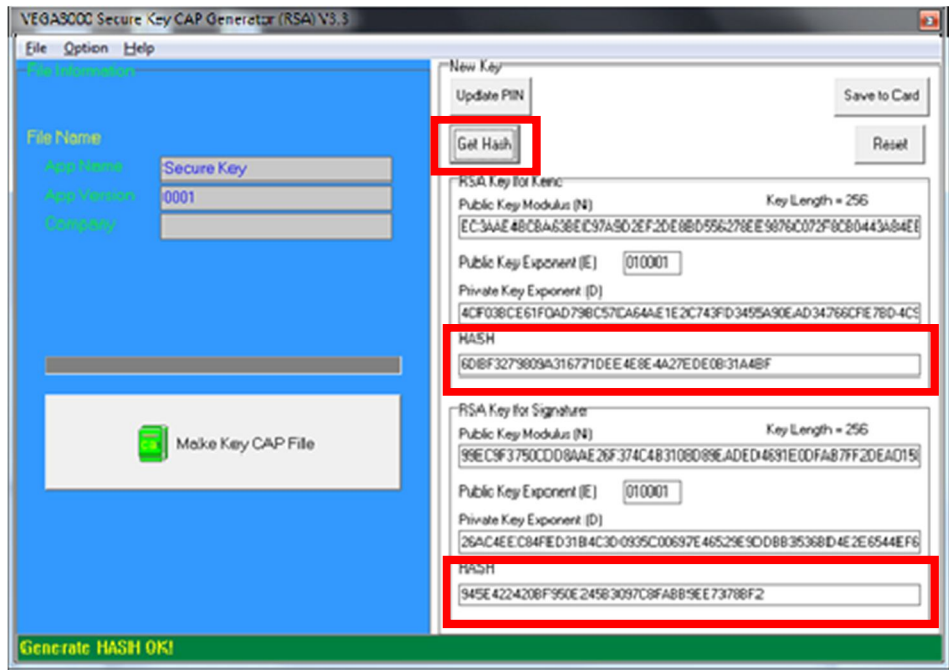 VEGA3000 Secure Key CAP Generator (RSA) V3.3
File Option Help
File Information
File Name
App Name
Secure Key
App Version
0001
Company
Make Key CAP File
New Key
Update PIN
Save to Card
Get Hash
Reset
RSA Key for Kenc
Public Key Modulus (N)
Key Length = 256
Public Key Exponent (E)
010001
Private Key Exponent (D)
HASH
RSA Key for Signature
Public Key Modulus (N)
Key Length = 256
Public Key Exponent (E)
010001
Private Key Exponent (D)
HASH
Generate HASH OK!